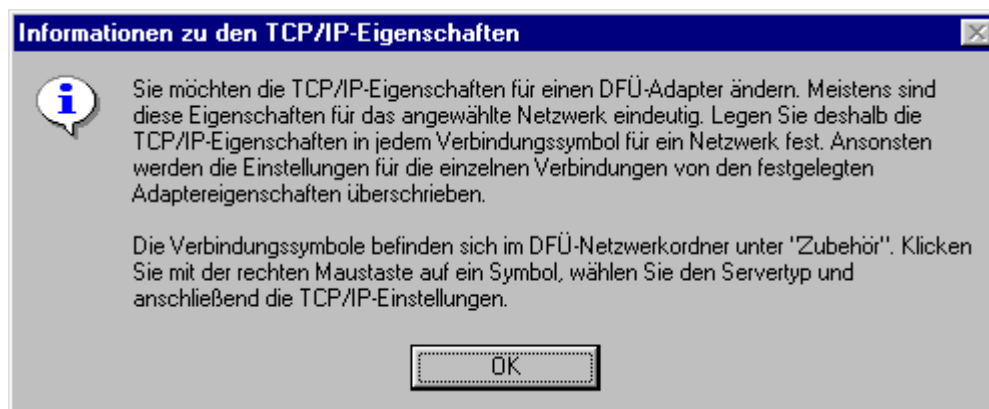 Informationen zu den TCP/IP-Eigenschaften
Sie möchten die TCP/IP-Eigenschaften für einen DFÜ-Adapter ändern. Meistens sind
diese Eigenschaften für das angewählte Netzwerk eindeutig. Legen Sie deshalb die
TCP/IP-Eigenschaften in jedem Verbindungssymbol für ein Netzwerk fest. Ansonsten
werden die Einstellungen für die einzelnen Verbindungen von den festgelegten
Adaptereigenschaften überschrieben.
Die Verbindungssymbole befinden sich im DFÜ-Netzwerkordner unter "Zubehör". Klicken
Sie mit der rechten Maustaste auf ein Symbol, wählen Sie den Servertyp und
anschließend die TCP/IP-Einstellungen.
OK